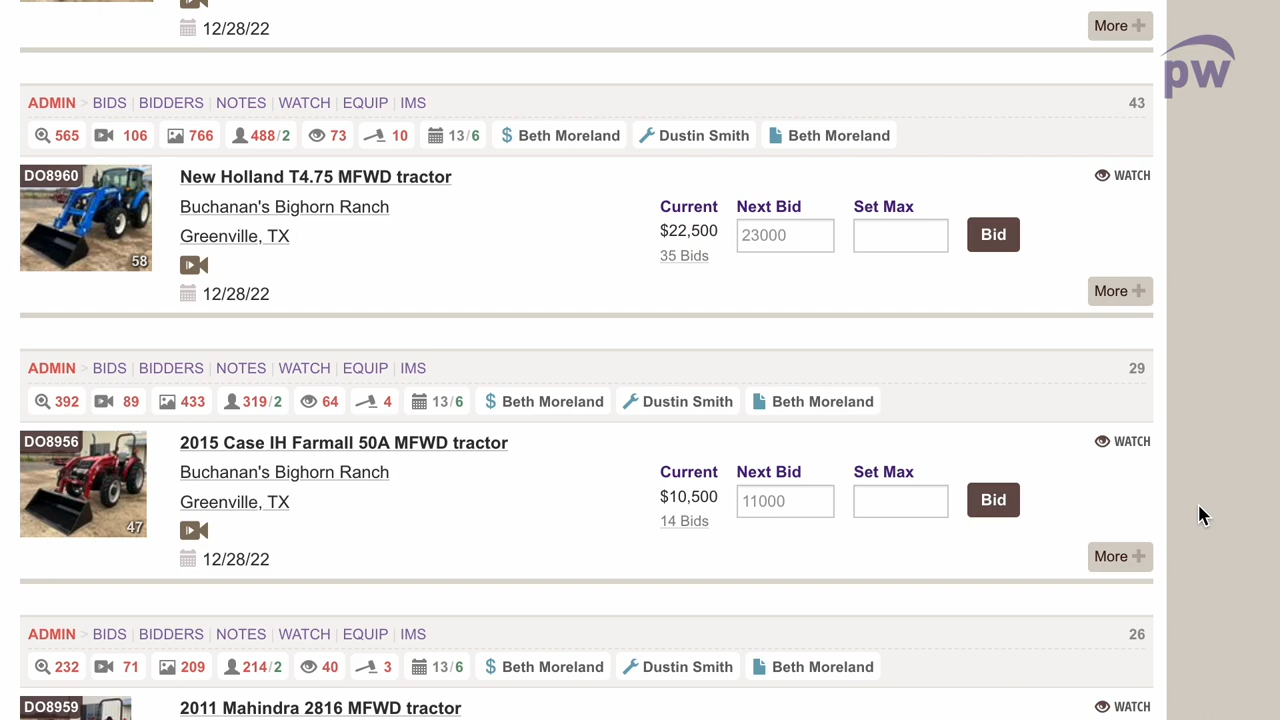 12/28/22
More
pw
ADMIN > BIDS | BIDDERS | NOTES | WATCH | EQUIP | IMS 43
565 106 766 488/2 73 10 13/6 $ Beth Moreland Dustin Smith Beth Moreland
DO8960
58
New Holland T4.75 MFWD tractor
WATCH
Buchanan's Bighorn Ranch
Greenville, TX
Current Next Bid Set Max
$22,500 23000 Bid
35 Bids
12/28/22
More
ADMIN > BIDS | BIDDERS | NOTES | WATCH | EQUIP | IMS 29
392 89 433 319/2 64 4 13/6 $ Beth Moreland Dustin Smith Beth Moreland
DO8956
47
2015 Case IH Farmall 50A MFWD tractor
WATCH
Buchanan's Bighorn Ranch
Greenville, TX
Current Next Bid Set Max
$10,500 11000 Bid
14 Bids
12/28/22
More
ADMIN > BIDS | BIDDERS | NOTES | WATCH | EQUIP | IMS 26
232 71 209 214/2 40 3 13/6 $ Beth Moreland Dustin Smith Beth Moreland
DO8959
2011 Mahindra 2816 MFWD tractor
WATCH